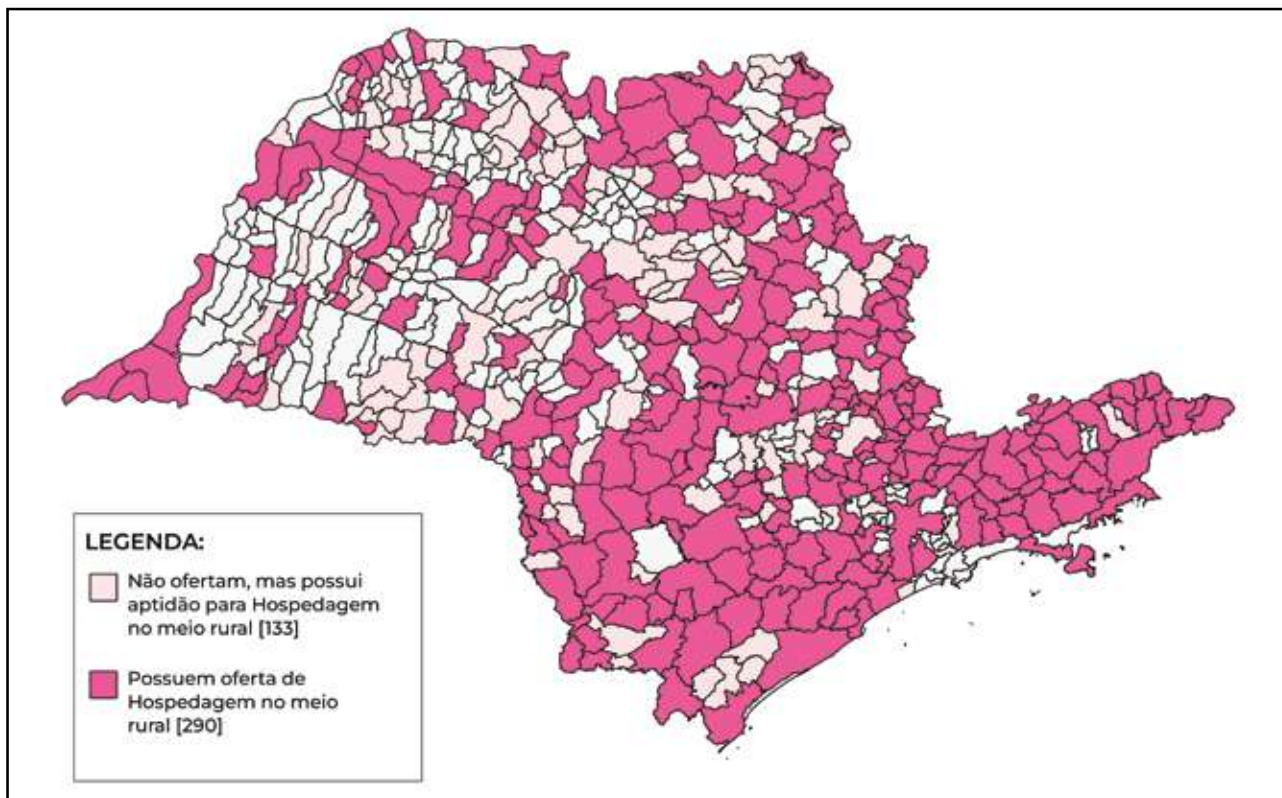 LEGENDA:
Não ofertam, mas possui
aptidão para Hospedagem
no meio rural [133]
Possuem oferta de
Hospedagem no meio
rural [290]